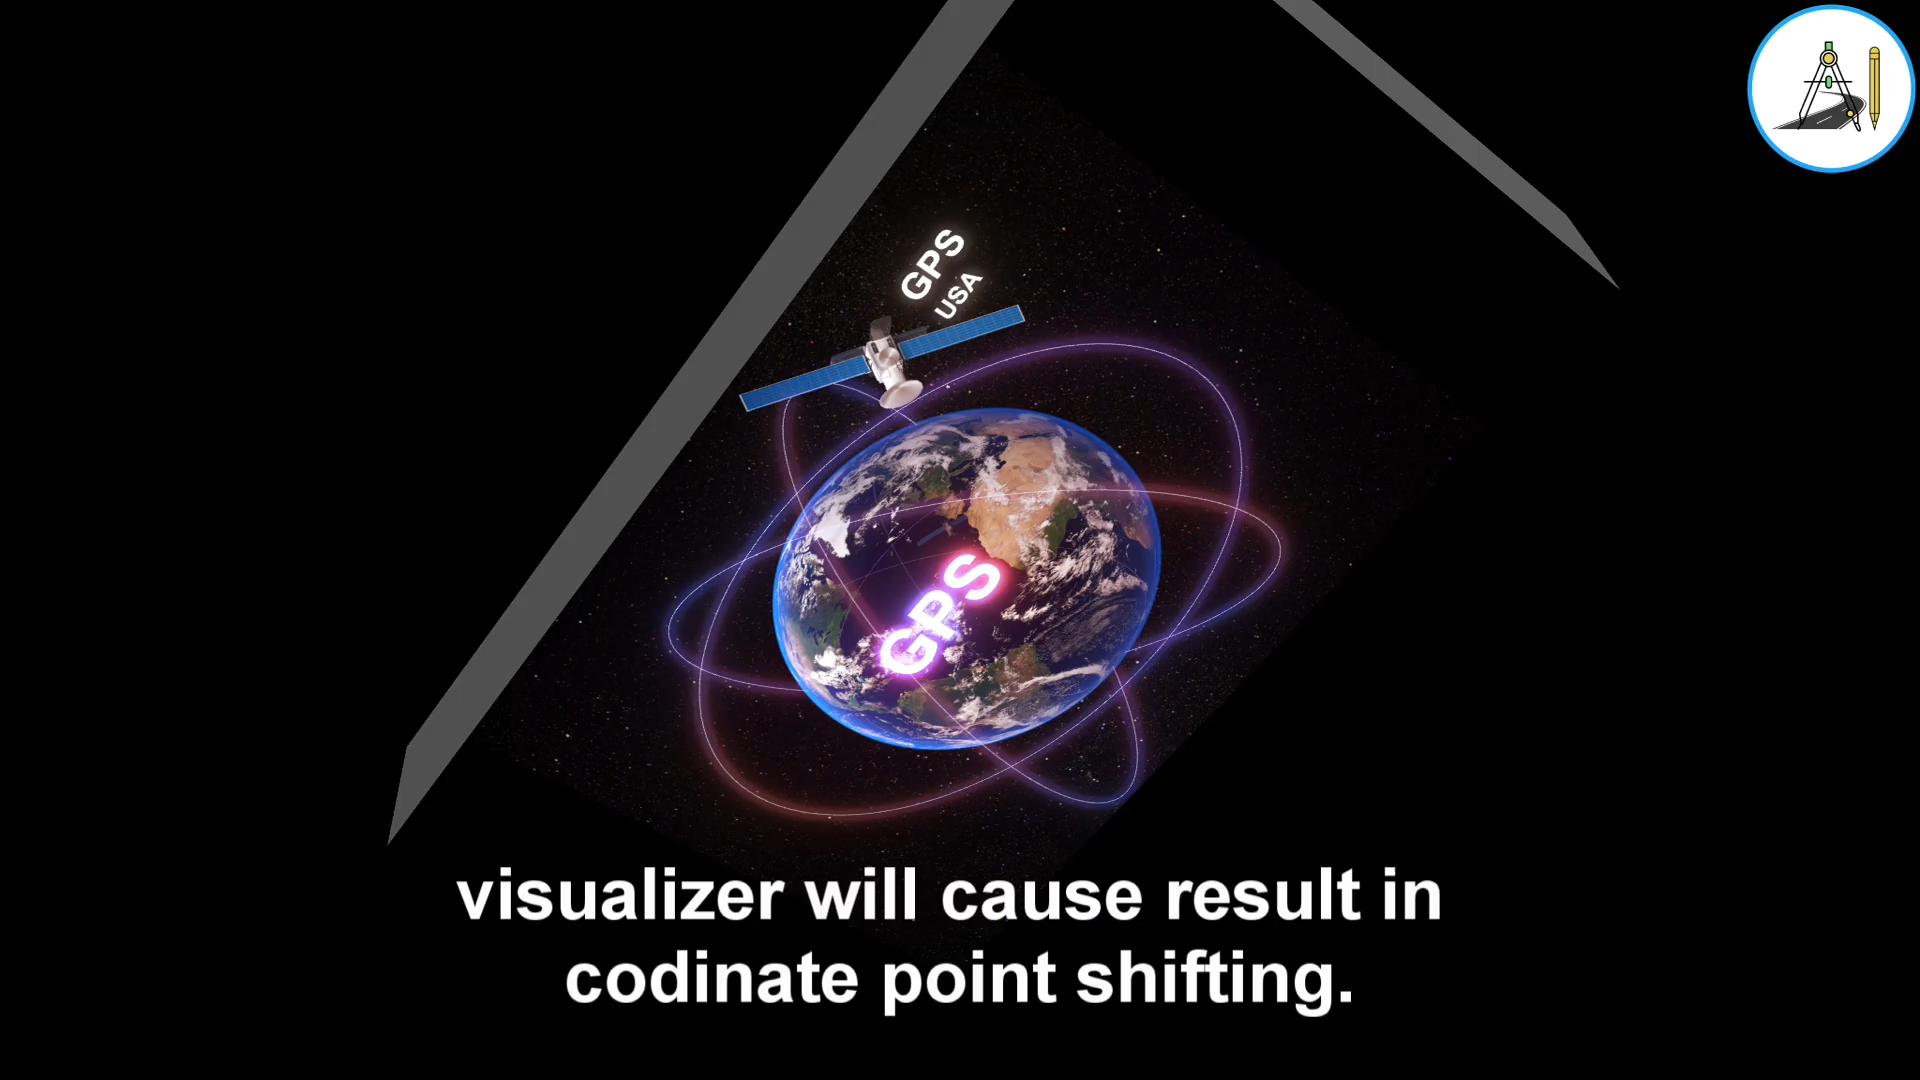 GPS
USA
GPS
visualizer will cause result in
codinate point shifting.